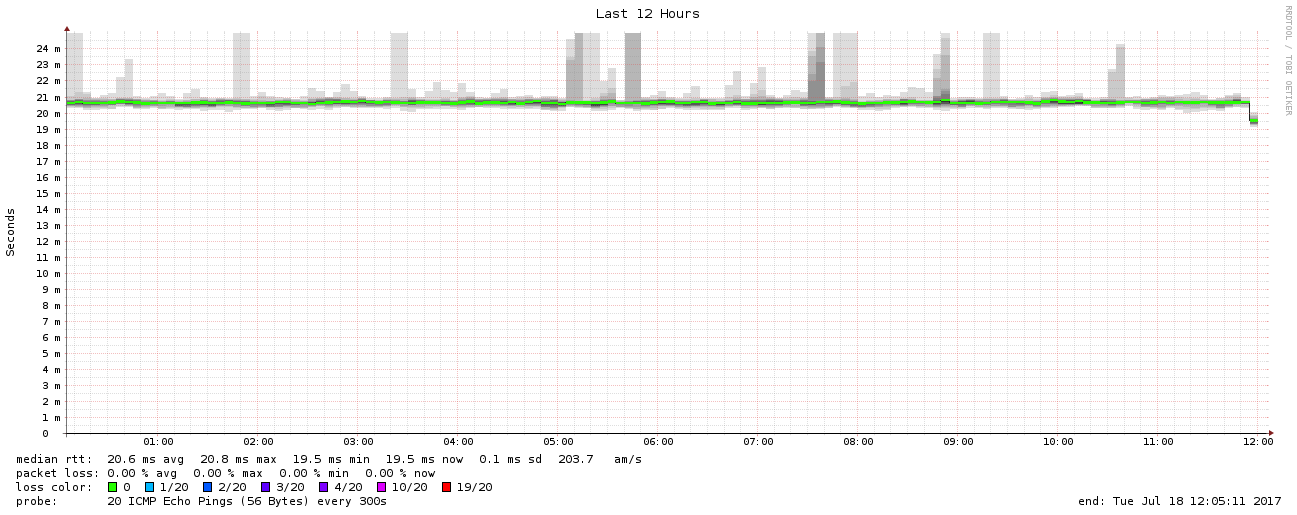 Last 12 Hours
RRDTOOL / TOBI OETIKER
Seconds
24 m
23 m
22 m
21 m
20 m
19 m
18 m
17 m
16 m
15 m
14 m
13 m
12 m
11 m
10 m
9 m
8 m
7 m
6 m
5 m
4 m
3 m
2 m
1 m
0
01:00 02:00 03:00 04:00 05:00 06:00 07:00 08:00 09:00 10:00 11:00 12:00
median rtt: 20.6 ms avg 20.8 ms max 19.5 ms min 19.5 ms now 0.1 ms sd 203.7 am/s
packet loss: 0.00 % avg 0.00 % max 0.00 % min 0.00 % now
loss color: 0 1/20 2/20 3/20 4/20 10/20 19/20
probe: 20 ICMP Echo Pings (56 Bytes) every 300s end: Tue Jul 18 12:05:11 2017